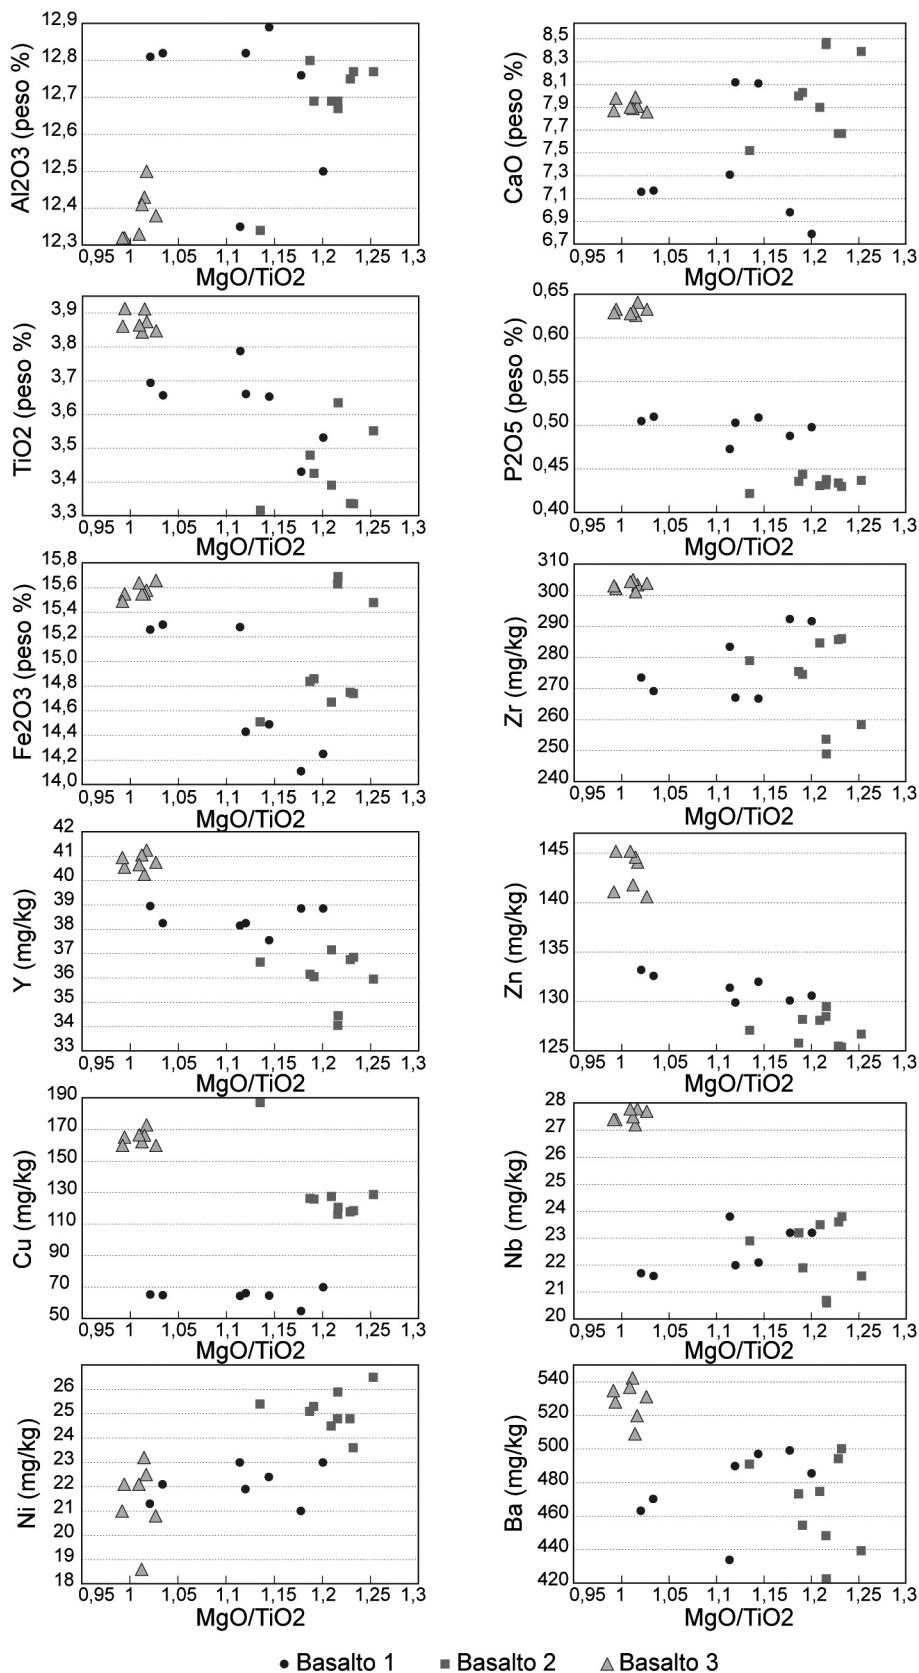 Al2O3 (peso %)
12,9
12,8
12,7
12,6
12,5
12,4
12,3
0,95 1 1,05 1,1 1,15 1,2 1,25 1,3
MgO/TiO2
CaO (peso %)
8,5
8,3
8,1
7,9
7,7
7,5
7,3
7,1
6,9
6,7
0,95 1 1,05 1,1 1,15 1,2 1,25 1,3
MgO/TiO2
TiO2 (peso %)
3,9
3,8
3,7
3,6
3,5
3,4
3,3
0,95 1 1,05 1,1 1,15 1,2 1,25 1,3
MgO/TiO2
P2O5 (peso %)
0,65
0,60
0,55
0,50
0,45
0,40
0,95 1 1,05 1,1 1,15 1,2 1,25 1,3
MgO/TiO2
Fe2O3 (peso %)
15,8
15,6
15,4
15,2
15,0
14,8
14,6
14,4
14,2
14,0
0,95 1 1,05 1,1 1,15 1,2 1,25 1,3
MgO/TiO2
Zr (mg/kg)
310
300
290
280
270
260
250
240
0,95 1 1,05 1,1 1,15 1,2 1,25 1,3
MgO/TiO2
Y (mg/kg)
42
41
40
39
38
37
36
35
34
33
0,95 1 1,05 1,1 1,15 1,2 1,25 1,3
MgO/TiO2
Zn (mg/kg)
145
140
135
130
125
0,95 1 1,05 1,1 1,15 1,2 1,25 1,3
MgO/TiO2
Cu (mg/kg)
190
170
150
130
110
90
70
50
0,95 1 1,05 1,1 1,15 1,2 1,25 1,3
MgO/TiO2
Nb (mg/kg)
28
27
26
25
24
23
22
21
20
0,95 1 1,05 1,1 1,15 1,2 1,25 1,3
MgO/TiO2
Ni (mg/kg)
26
25
24
23
22
21
20
19
18
0,95 1 1,05 1,1 1,15 1,2 1,25 1,3
MgO/TiO2
Ba (mg/kg)
540
520
500
480
460
440
420
0,95 1 1,05 1,1 1,15 1,2 1,25 1,3
MgO/TiO2
Basalto 1 Basalto 2 Basalto 3